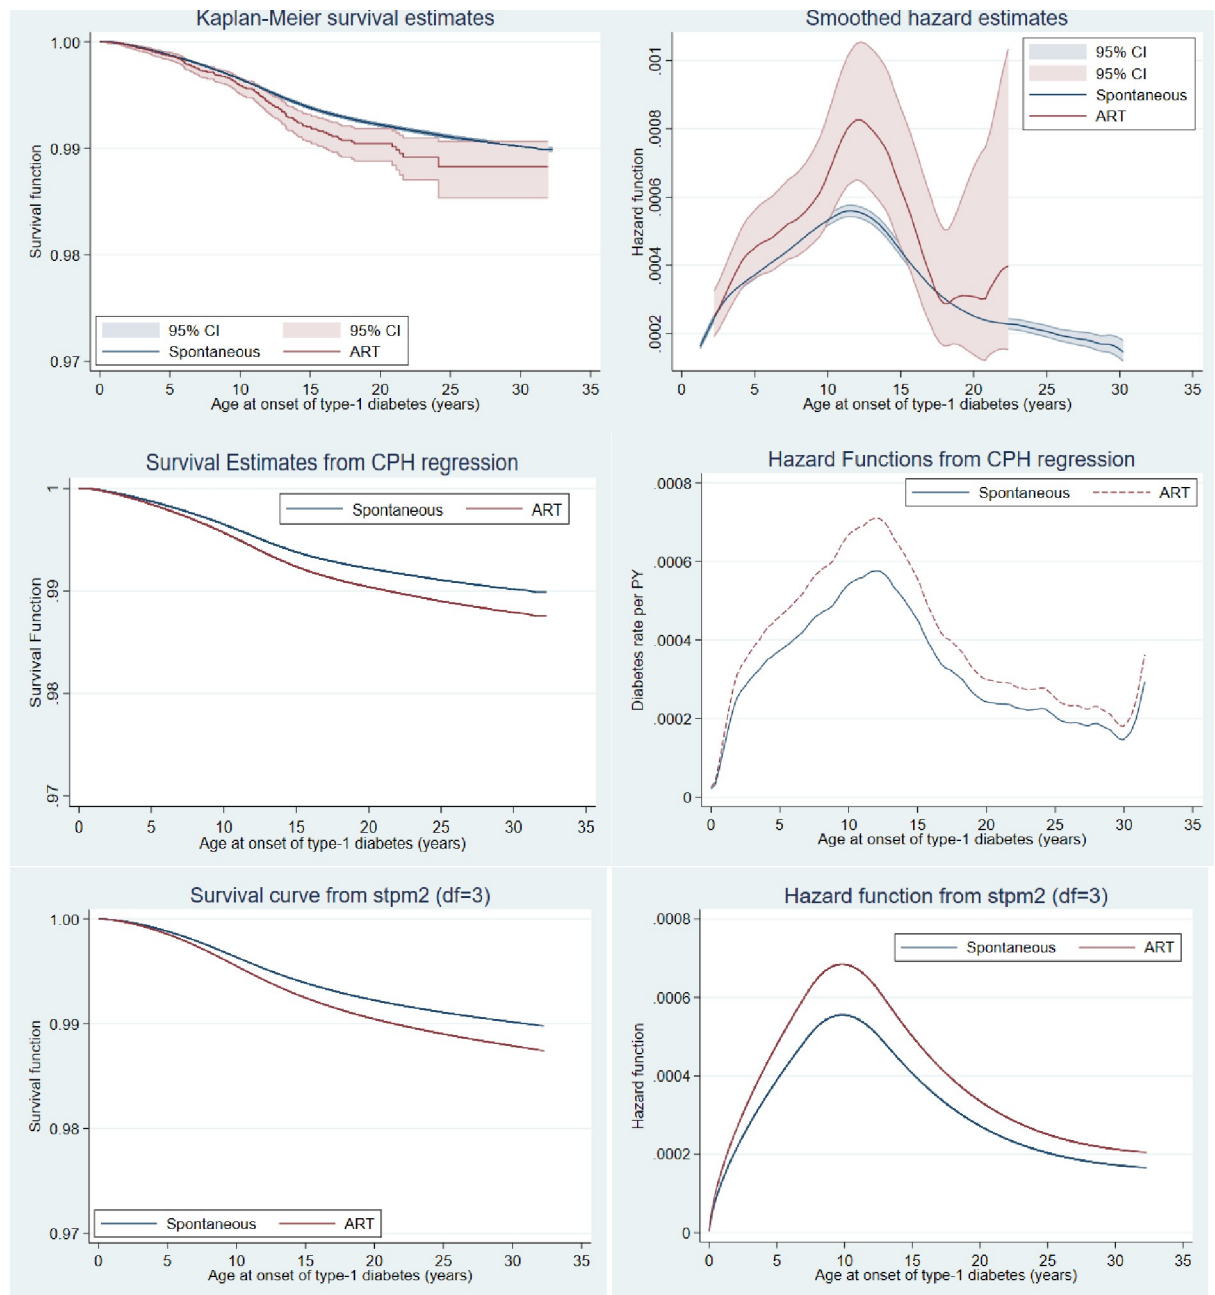 Kaplan-Meier survival estimates
1.00
0.99
0.98
0.97
Survival function
95% CI 95% CI
Spontaneous ART
0 5 10 15 20 25 30 35
Age at onset of type-1 diabetes (years)
Smoothed hazard estimates
.001
.0008
.0006
.0004
.0002
Hazard function
95% CI
95% CI
Spontaneous
ART
0 5 10 15 20 25 30 35
Age at onset of type-1 diabetes (years)
Survival Estimates from CPH regression
1
.99
.98
.97
Survival Function
Spontaneous ART
0 5 10 15 20 25 30 35
Age at onset of type-1 diabetes (years)
Hazard Functions from CPH regression
.0008
.0006
.0004
.0002
0
Diabetes rate per PY
Spontaneous ART
0 5 10 15 20 25 30 35
Age at onset of type-1 diabetes (years)
Survival curve from stpm2 (df=3)
1.00
0.99
0.98
0.97
Survival function
Spontaneous ART
0 5 10 15 20 25 30 35
Age at onset of type-1 diabetes (years)
Hazard function from stpm2 (df=3)
.0008
.0006
.0004
.0002
0
Hazard function
Spontaneous ART
0 5 10 15 20 25 30 35
Age at onset of type-1 diabetes (years)